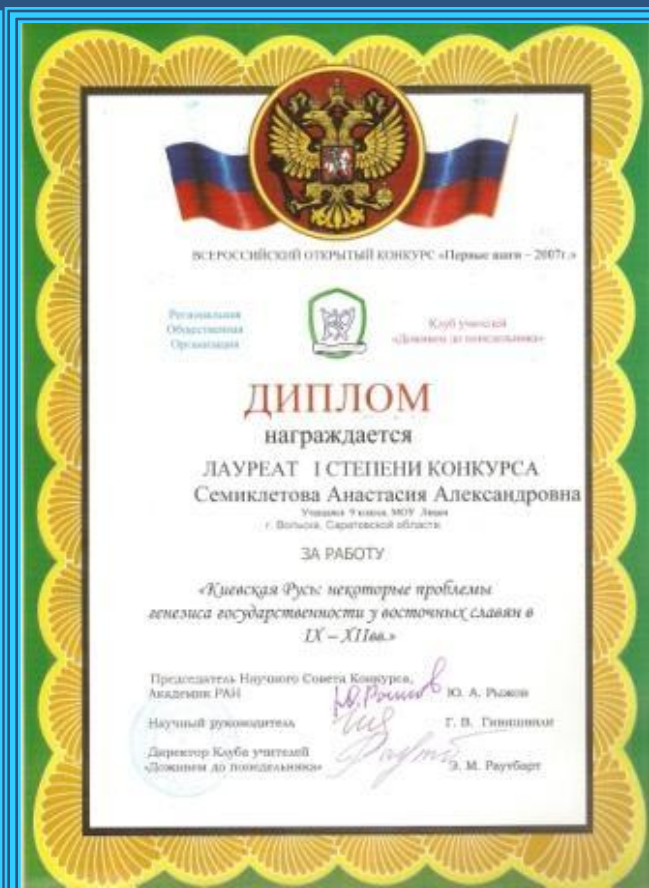 ВСЕРОССИЙСКИЙ ОТКРЫТЫЙ КОНКУРС «Первые шаги – 2007г.»
Региональная
Общественная
Организация
Клуб учителей
«Доживем до понедельника»
ДИПЛОМ
награждается
ЛАУРЕАТ I СТЕПЕНИ КОНКУРСА
Семиклетова Анастасия Александровна
Учащаяся 9 класса, МОУ Лицея
г. Вольска, Саратовской области
ЗА РАБОТУ
«Киевская Русь: некоторые проблемы
генезиса государственности у восточных славян в
IX – XIIвв.»
Председатель Научного Совета Конкурса,
Академик РАН
Ю. А. Рыжов
Научный руководитель
Г. В. Гивишвили
Директор Клуба учителей
«Доживем до понедельника»
Э. М. Раутбарт